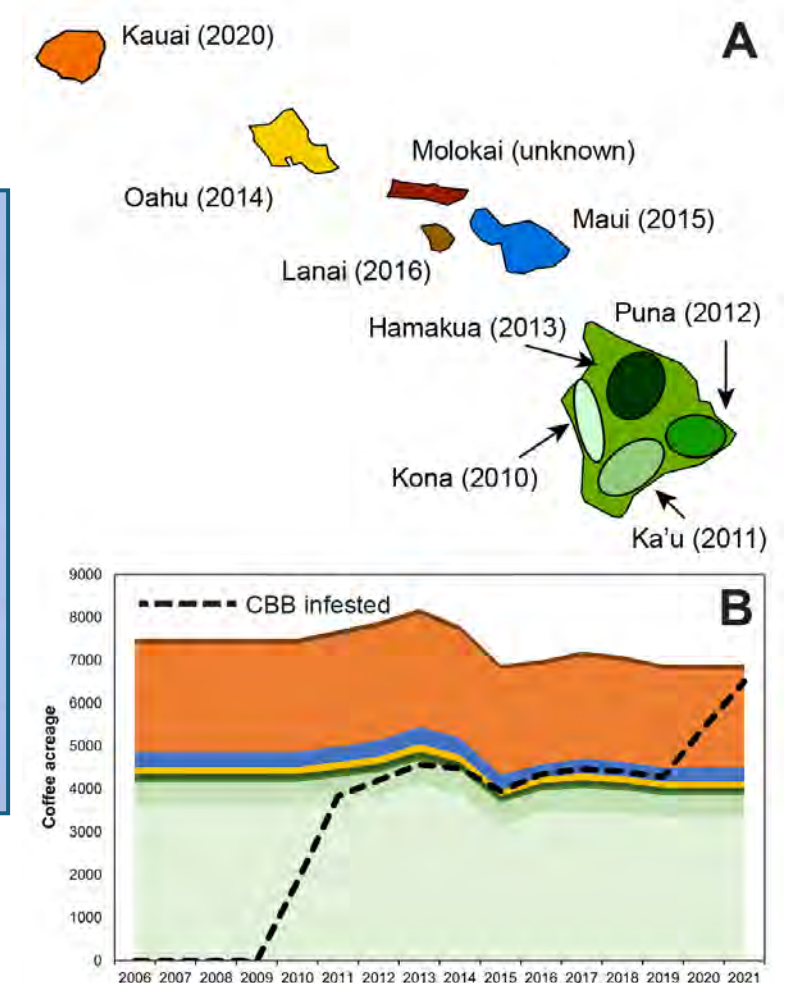 Kauai (2020)
A
Molokai (unknown)
Oahu (2014)
Maui (2015)
Lanai (2016)
Puna (2012)
Hamakua (2013)
Kona (2010)
Ka'u (2011)
B
CBB infested
Coffee acreage
9000
8000
7000
6000
5000
4000
3000
2000
1000
0
2006 2007 2008 2009 2010 2011 2012 2013 2014 2015 2016 2017 2018 2019 2020 2021